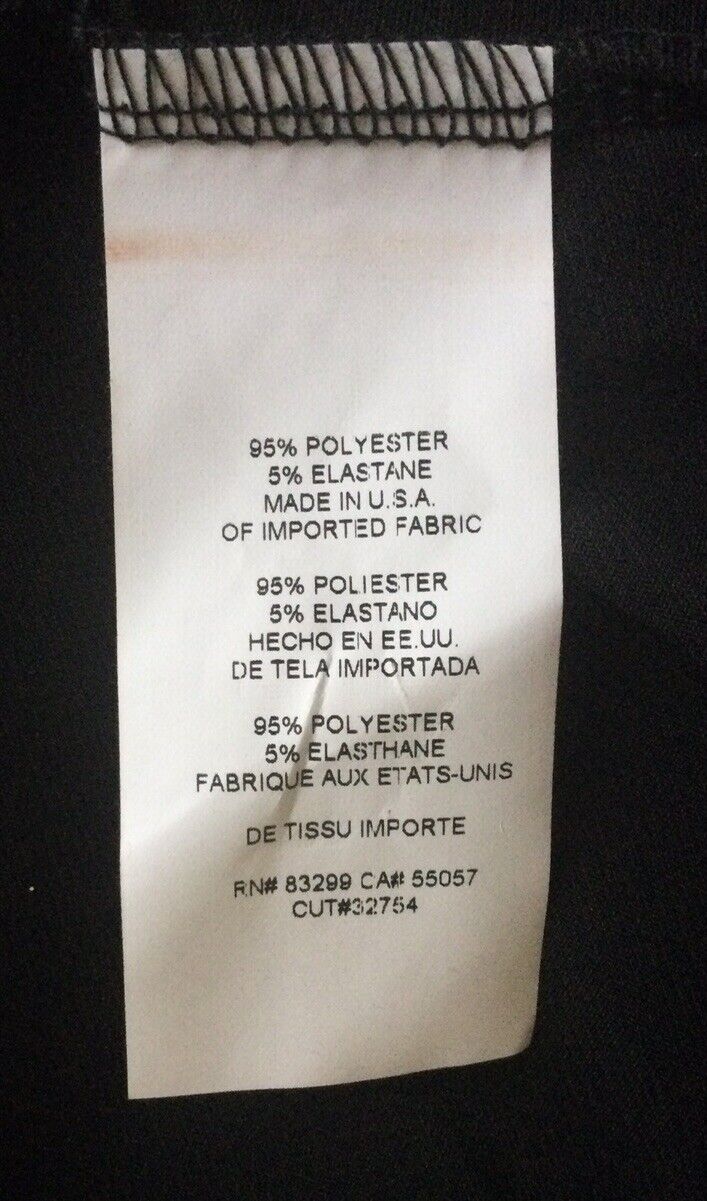 95% POLYESTER
5% ELASTANE
MADE IN U.S.A.
OF IMPORTED FABRIC
95% POLIESTER
5% ELASTANO
HECHO EN EE.UU.
DE TELA IMPORTADA
95% POLYESTER
5% ELASTHANE
FABRIQUE AUX ETATS-UNIS
DE TISSU IMPORTE
RN# 83299 CA# 55057
CUT#32754